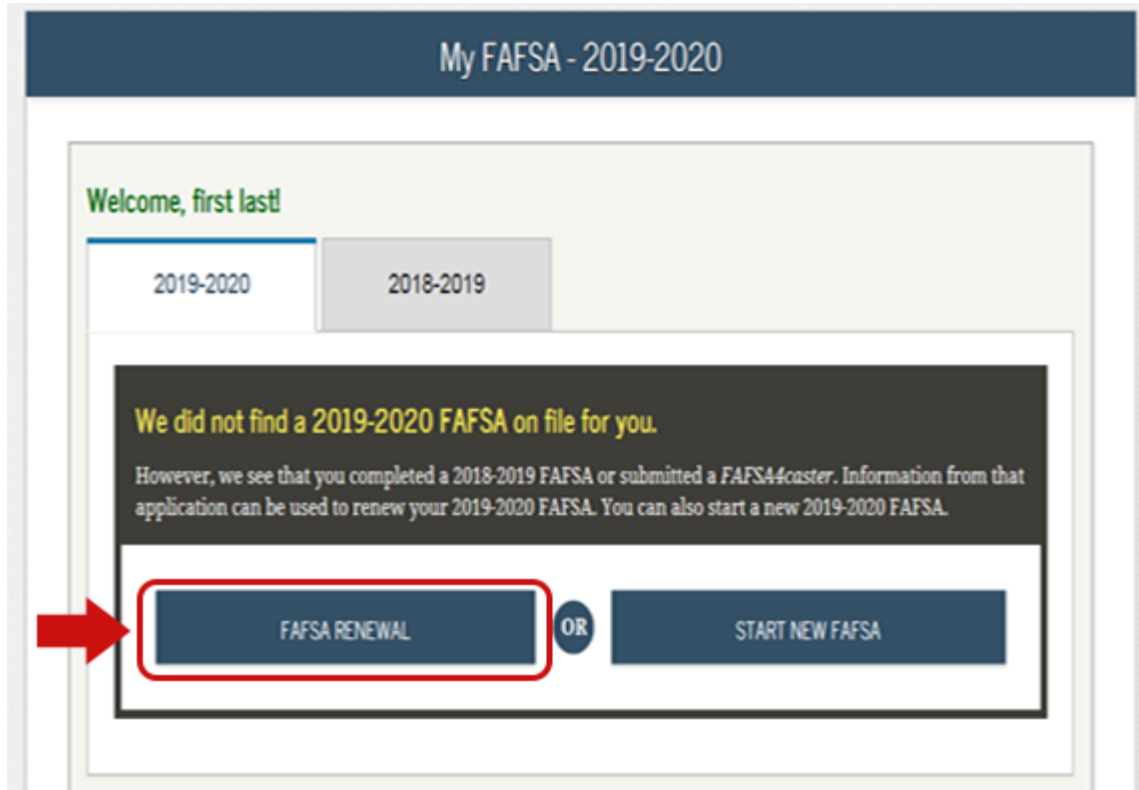 My FAFSA - 2019-2020
Welcome, first last!
2019-2020
2018-2019
We did not find a 2019-2020 FAFSA on file for you.
However, we see that you completed a 2018-2019 FAFSA or submitted a FAFSA4caster. Information from that
application can be used to renew your 2019-2020 FAFSA. You can also start a new 2019-2020 FAFSA.
FAFSA RENEWAL
OR
START NEW FAFSA